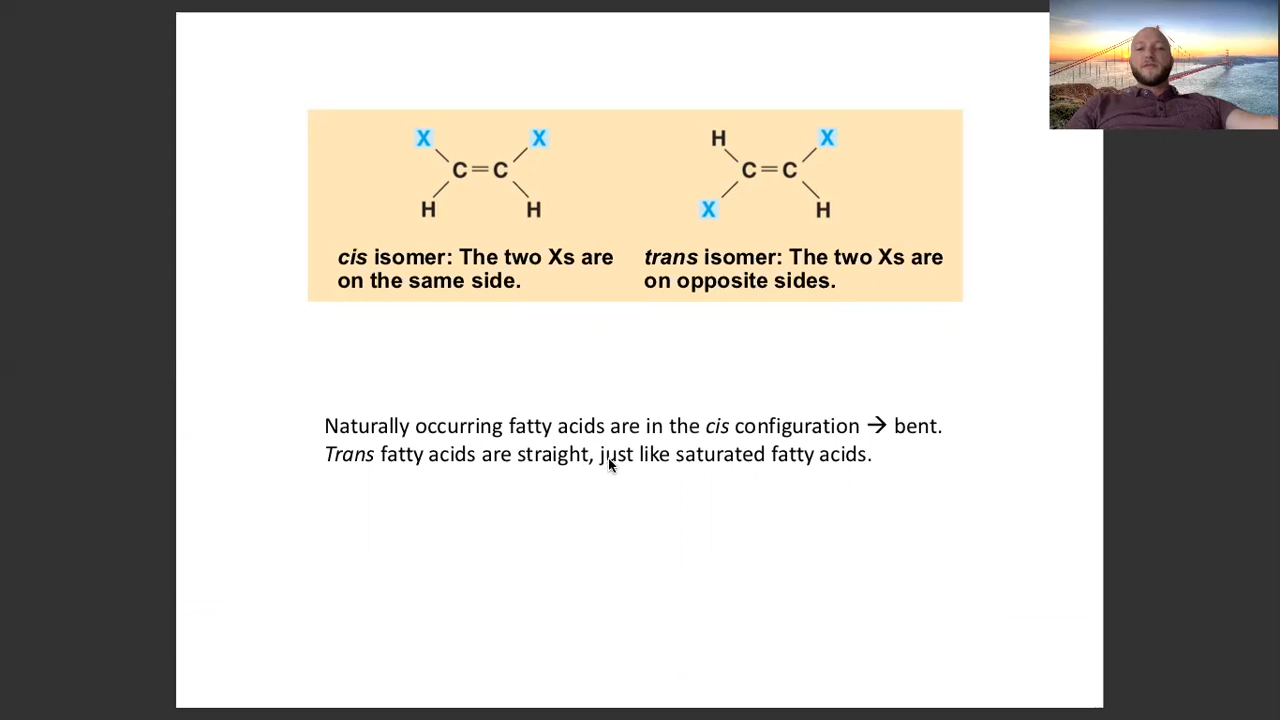 X X H X
C=C C=C
H H X H
cis isomer: The two Xs are
on the same side.
trans isomer: The two Xs are
on opposite sides.
Naturally occurring fatty acids are in the cis configuration → bent.
Trans fatty acids are straight, just like saturated fatty acids.